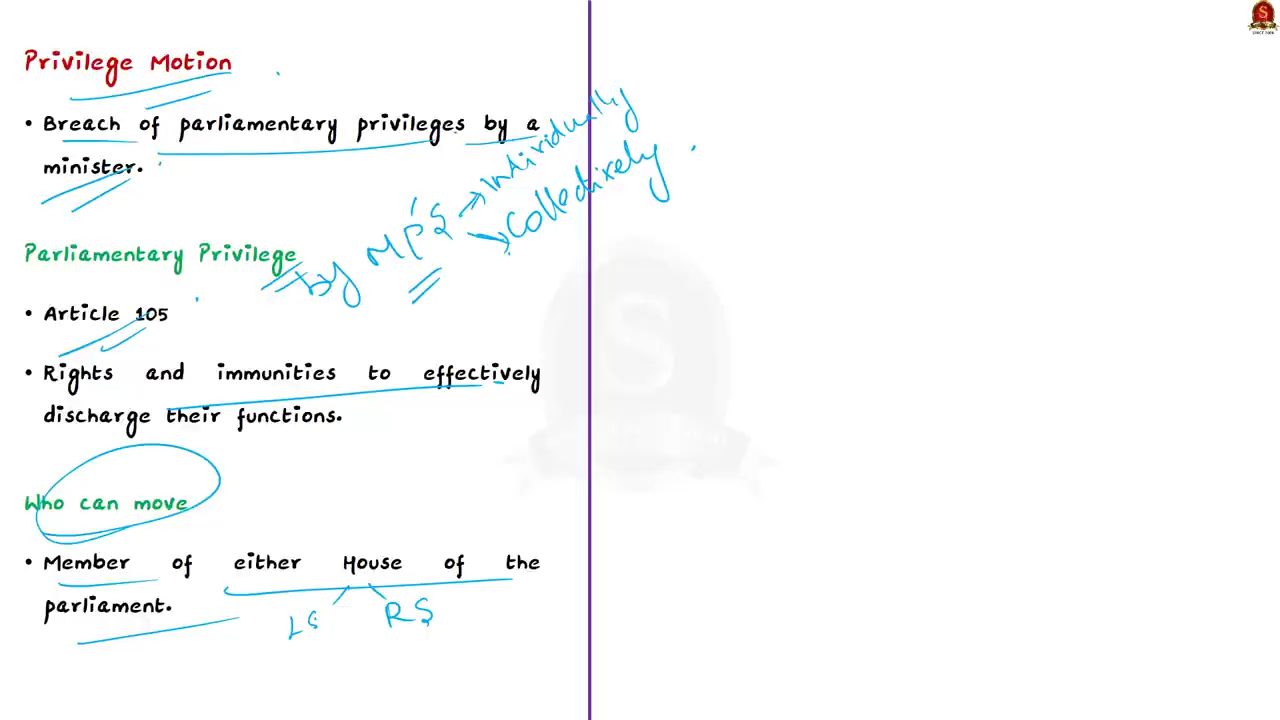 Privilege Motion
• Breach of parliamentary privileges by a
minister.
individually
by MPs
Collectively
Parliamentary Privilege
• Article 105
• Rights and immunities to effectively
discharge their functions.
Who can move
• Member of either House of the
parliament.
LS RS
S